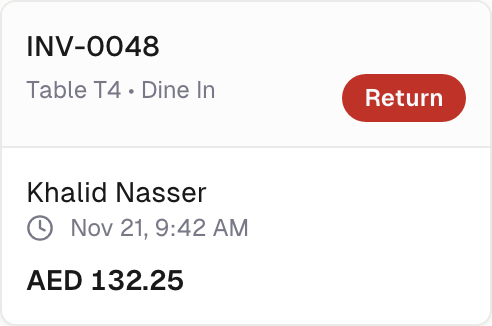 INV-0048
Table T4 • Dine In
Return
Khalid Nasser
Nov 21, 9:42 AM
AED 132.25